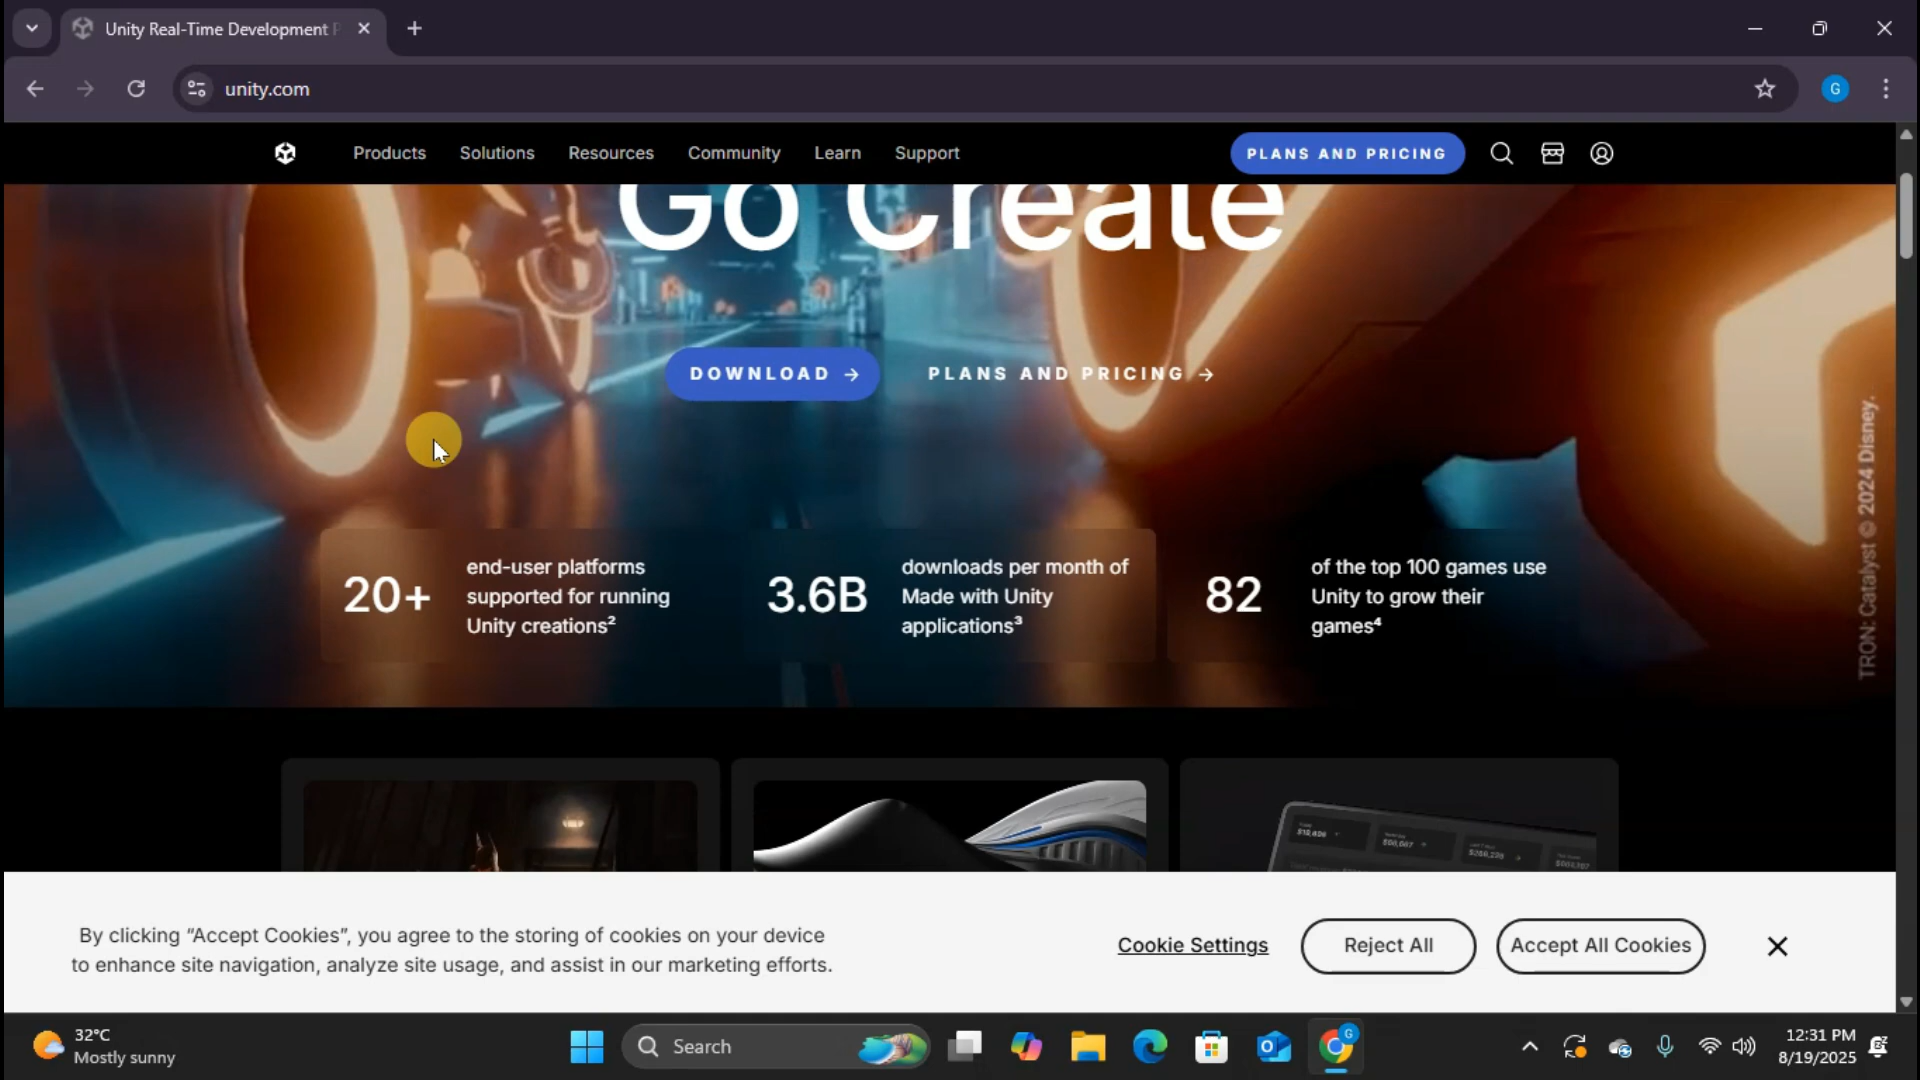 Unity Real-Time Development P
unity.com
G
Products
Solutions
Resources
Community
Learn
Support
PLANS AND PRICING
Go Create
DOWNLOAD →
PLANS AND PRICING →
20+
end-user platforms
supported for running
Unity creations²
3.6B
downloads per month of
Made with Unity
applications³
82
of the top 100 games use
Unity to grow their
games⁴
TRON: Catalyst © 2024 Disney.
By clicking “Accept Cookies”, you agree to the storing of cookies on your device
to enhance site navigation, analyze site usage, and assist in our marketing efforts.
Cookie Settings
Reject All
Accept All Cookies
32°C
Mostly sunny
Search
G
12:31 PM
8/19/2025